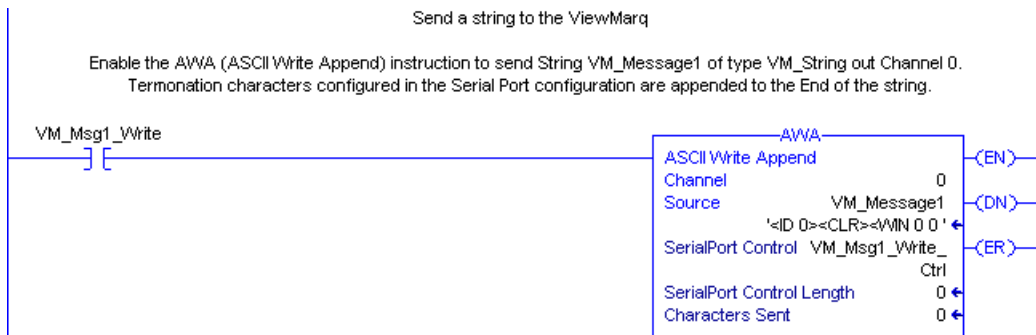 Send a string to the ViewMarq
Enable the AWA (ASCII Write Append) instruction to send String VM_Message1 of type VM_String out Channel 0.
Termonation characters configured in the Serial Port configuration are appended to the End of the string.
VM_Msg1_Write
AWA
ASCII Write Append
EN
Channel 0
Source VM_Message1
DN
'<ID 0><CLR><WIN 0 0 '
SerialPort Control VM_Msg1_Write_
ER
Ctrl
SerialPort Control Length 0
Characters Sent 0